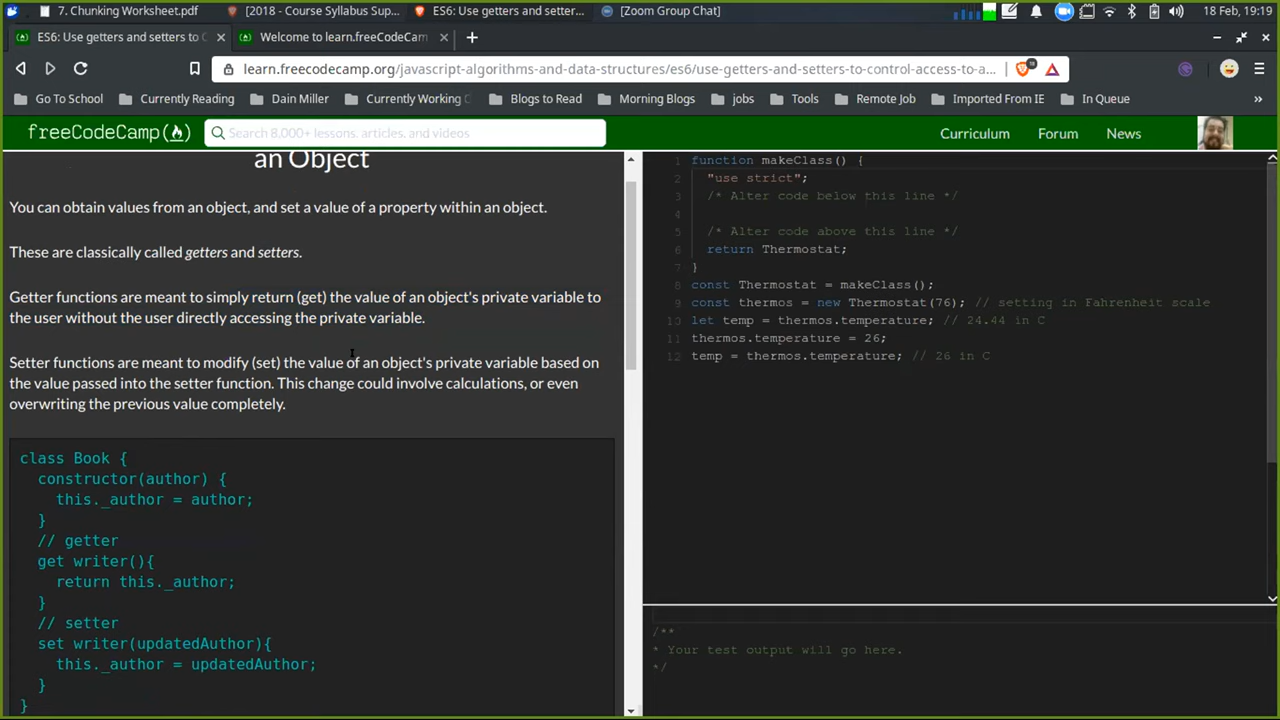 7. Chunking Worksheet.pdf
[2018 - Course Syllabus Sup...
ES6: Use getters and setter...
[Zoom Group Chat]
18 Feb, 19:19
ES6: Use getters and setters to C
Welcome to learn.freeCodeCam
learn.freecodecamp.org/javascript-algorithms-and-data-structures/es6/use-getters-and-setters-to-control-access-to-a...
18
Go To School
Currently Reading
Dain Miller
Currently Working C
Blogs to Read
Morning Blogs
jobs
Tools
Remote Job
Imported From IE
In Queue
freeCodeCamp
Search 8,000+ lessons, articles, and videos
Curriculum
Forum
News
an Object
You can obtain values from an object, and set a value of a property within an object.
These are classically called getters and setters.
Getter functions are meant to simply return (get) the value of an object's private variable to
the user without the user directly accessing the private variable.
Setter functions are meant to modify (set) the value of an object's private variable based on
the value passed into the setter function. This change could involve calculations, or even
overwriting the previous value completely.
class Book {
constructor(author) {
this._author = author;
}
// getter
get writer(){
return this._author;
}
// setter
set writer(updatedAuthor){
this._author = updatedAuthor;
}
}
1 function makeClass() {
2 "use strict";
3 /* Alter code below this line */
4
5 /* Alter code above this line */
6 return Thermostat;
7 }
8 const Thermostat = makeClass();
9 const thermos = new Thermostat(76); // setting in Fahrenheit scale
10 let temp = thermos.temperature; // 24.44 in C
11 thermos.temperature = 26;
12 temp = thermos.temperature; // 26 in C
/**
* Your test output will go here.
*/